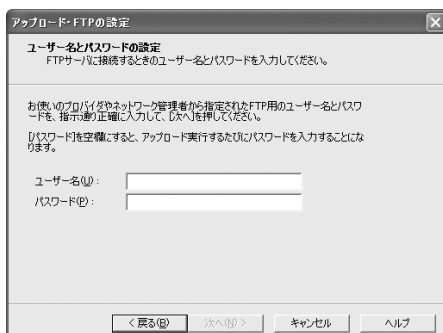 アップロード・FTPの設定
ユーザー名とパスワードの設定
FTPサーバに接続するときのユーザー名とパスワードを入力してください。
お使いのプロバイダやネットワーク管理者から指定されたFTP用のユーザー名とパスワ
ードを、指示通り正確に入力して、[次へ]を押してください。
[パスワード]を空欄にすると、アップロード実行するたびにパスワードを入力することにな
ります。
ユーザー名(U):
パスワード(P):
< 戻る(B)
次へ(N) >
キャンセル
ヘルプ